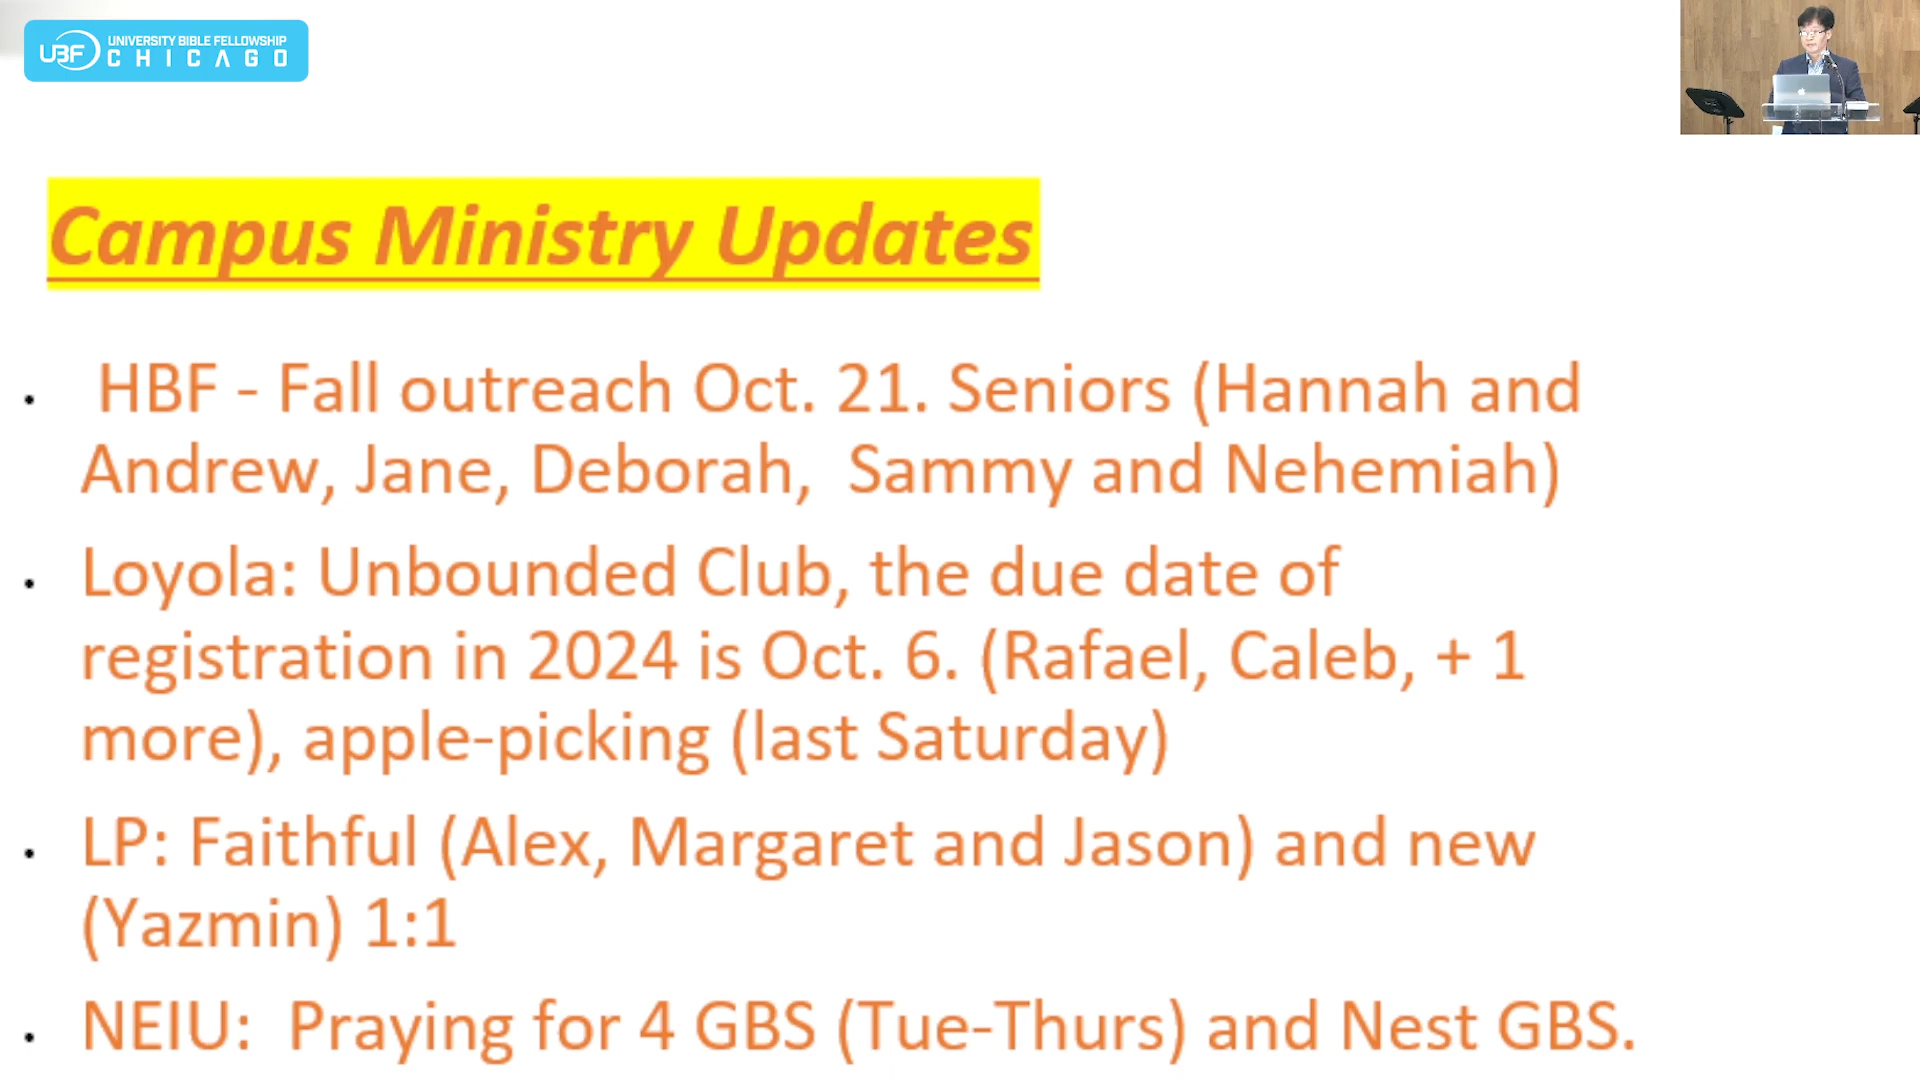 UBF UNIVERSITY BIBLE FELLOWSHIP
CHICAGO
Campus Ministry Updates
• HBF - Fall outreach Oct. 21. Seniors (Hannah and
Andrew, Jane, Deborah, Sammy and Nehemiah)
• Loyola: Unbounded Club, the due date of
registration in 2024 is Oct. 6. (Rafael, Caleb, + 1
more), apple-picking (last Saturday)
• LP: Faithful (Alex, Margaret and Jason) and new
(Yazmin) 1:1
• NEIU: Praying for 4 GBS (Tue-Thurs) and Nest GBS.